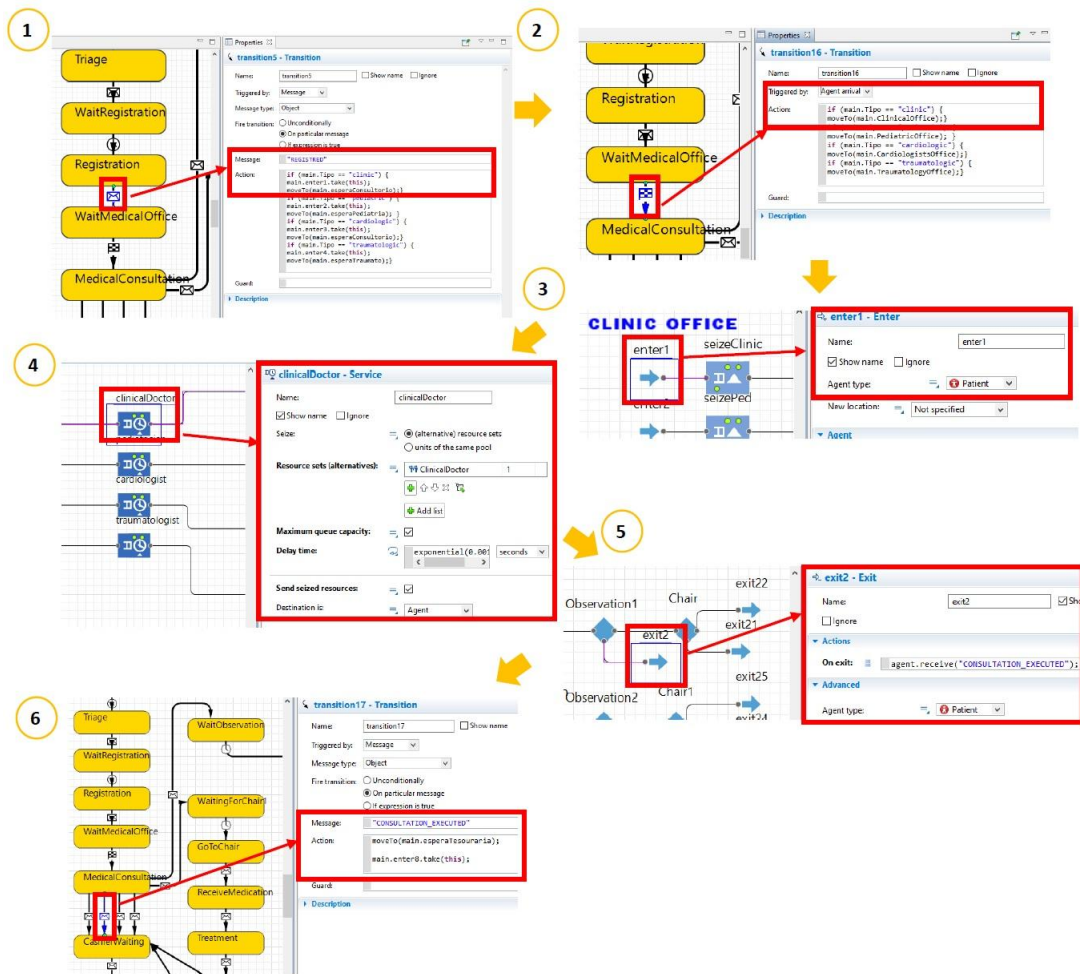 1
Triage
WaitRegistration
Registration
WaitMedicalOffice
MedicalConsultation
Properties
transition5 - Transition
Name:
transition5
Show name
Ignore
Triggered by:
Message
Message type:
Object
Fire transition:
Unconditionally
On particular message
If expression is true
Message:
"REGISTRED"
Action:
if (main.Tipo == "clinic") {
main.enter1.take(this);
moveTo(main.esperaConsultorio);}
if (main.Tipo == "pediatric") {
main.enter2.take(this);
moveTo(main.esperaPediatria); }
if (main.Tipo == "cardiologic") {
main.enter3.take(this);
moveTo(main.esperaConsultorio);}
if (main.Tipo == "traumatologic") {
main.enter4.take(this);
moveTo(main.esperaTraumato);}
Guard:
Description
2
Registration
WaitMedicalOffice
MedicalConsultation
Properties
transition16 - Transition
Name:
transition16
Show name
Ignore
Triggered by:
Agent arrival
Action:
if (main.Tipo == "clinic") {
moveTo(main.ClinicalOffice);}
moveTo(main.PediatricOffice); }
if (main.Tipo == "cardiologic") {
moveTo(main.CardiologistsOffice);}
if (main.Tipo == "traumatologic") {
moveTo(main.TraumatologyOffice);}
Guard:
Description
3
CLINIC OFFICE
enter1
seizeClinic
enter2
seizePed
enter1 - Enter
Name:
enter1
Show name
Ignore
Agent type:
Patient
New location:
Not specified
Agent
4
clinicalDoctor
cardiologist
traumatologist
clinicalDoctor - Service
Name:
clinicalDoctor
Show name
Ignore
Seize:
(alternative) resource sets
units of the same pool
Resource sets (alternatives):
ClinicalDoctor
1
Add list
Maximum queue capacity:
Delay time:
exponential(0.001
seconds
Send seized resources:
Destination is:
Agent
5
Observation1
Chair
exit22
exit2
exit21
exit25
Observation2
Chair1
exit24
exit2 - Exit
Name:
exit2
Sho
Ignore
Actions
On exit:
agent.receive("CONSULTATION_EXECUTED");
Advanced
Agent type:
Patient
6
Triage
WaitRegistration
Registration
WaitMedicalOffice
MedicalConsultation
CashierWaiting
WaitObservation
WaitingForChain1
GoToChair
ReceiveMedication
Treatment
transition17 - Transition
Name:
transition17
Show name
Triggered by:
Message
Message type:
Object
Fire transition:
Unconditionally
On particular message
If expression is true
Message:
"CONSULTATION_EXECUTED"
Action:
moveTo(main.esperaTesouraria);
main.enter8.take(this);
Guard:
Description